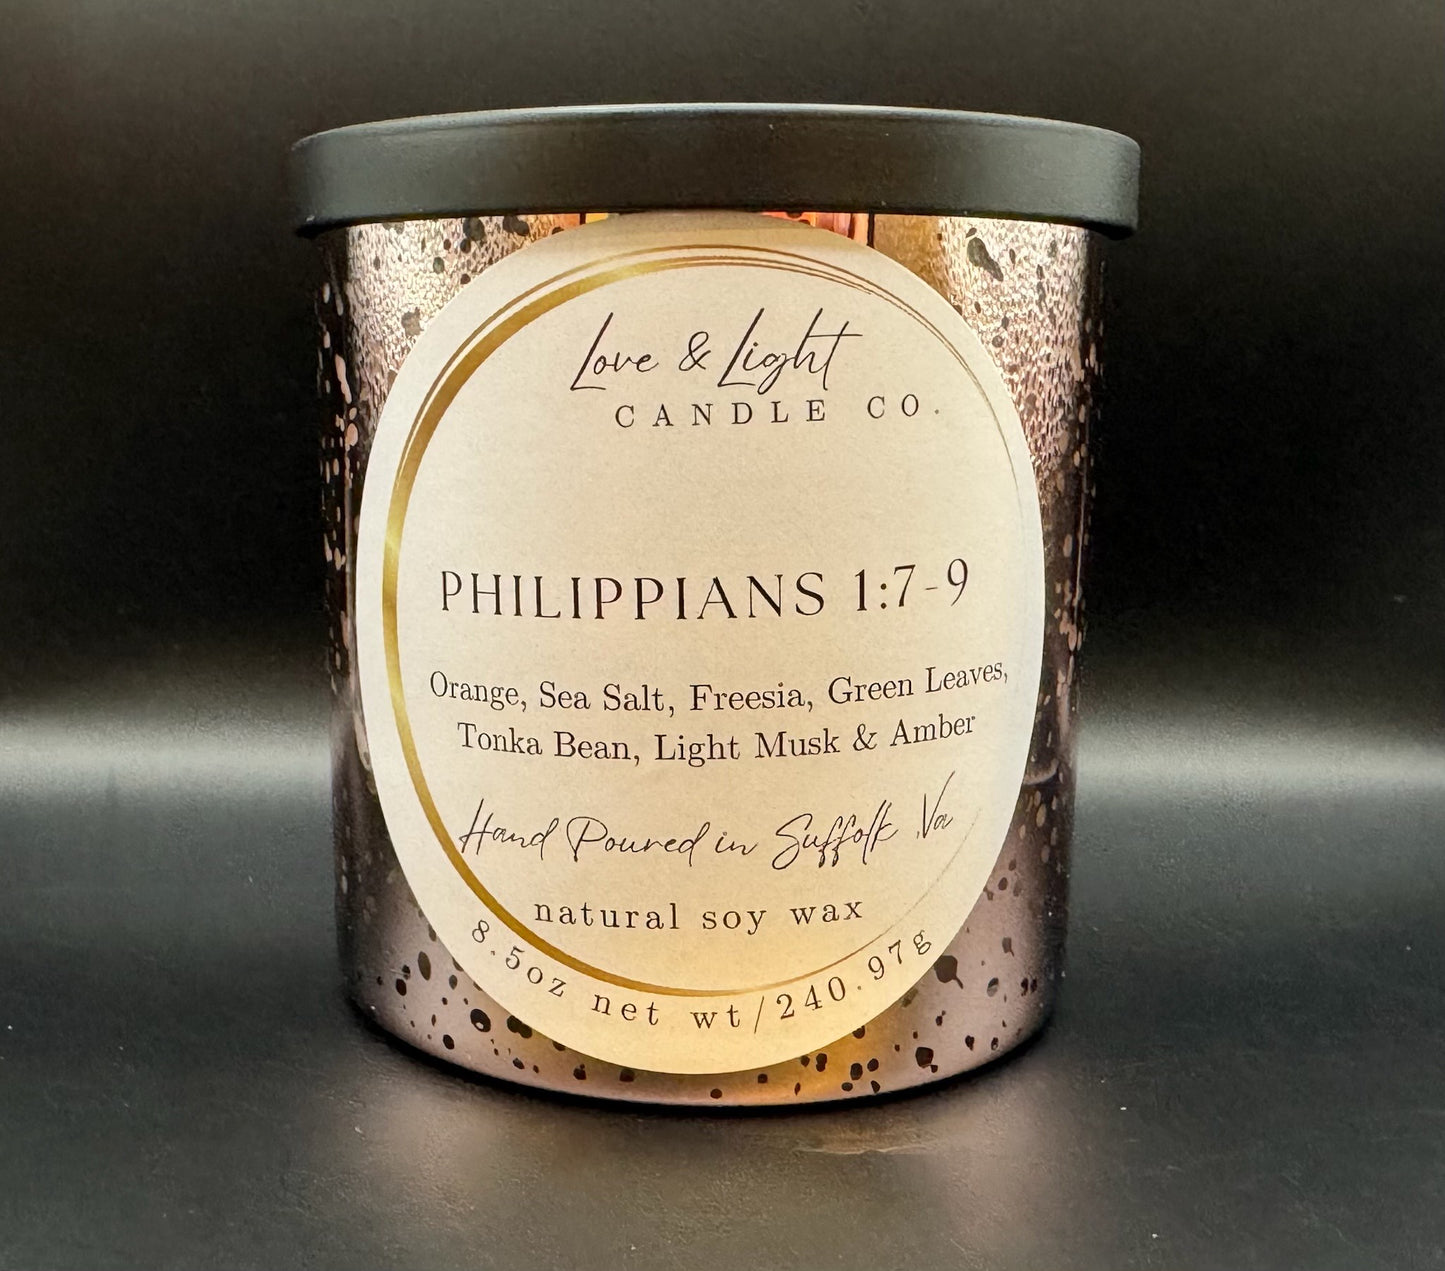 Love & Light
CANDLE CO.
PHILIPPIANS 1:7-9
Orange, Sea Salt, Freesia, Green Leaves,
Tonka Bean, Light Musk & Amber
Hand Poured in Suffolk ,Va
natural soy wax
8.5oz net wt/240.97g